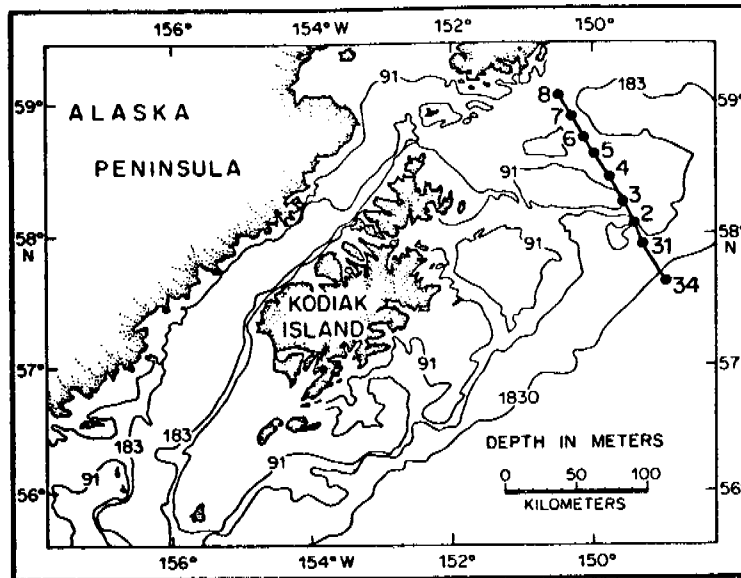 156° 154°W 152° 150°
59° ALASKA 91 8 183 59°
7
PENINSULA 6 5
91 4
3
58° 2 58°
N 91 31 N
34
KODIAK
ISLAND
57° 91 57°
1830
183 183 DEPTH IN METERS
91 91 0 50 100
56° KILOMETERS 56°
156° 154°W 152° 150°